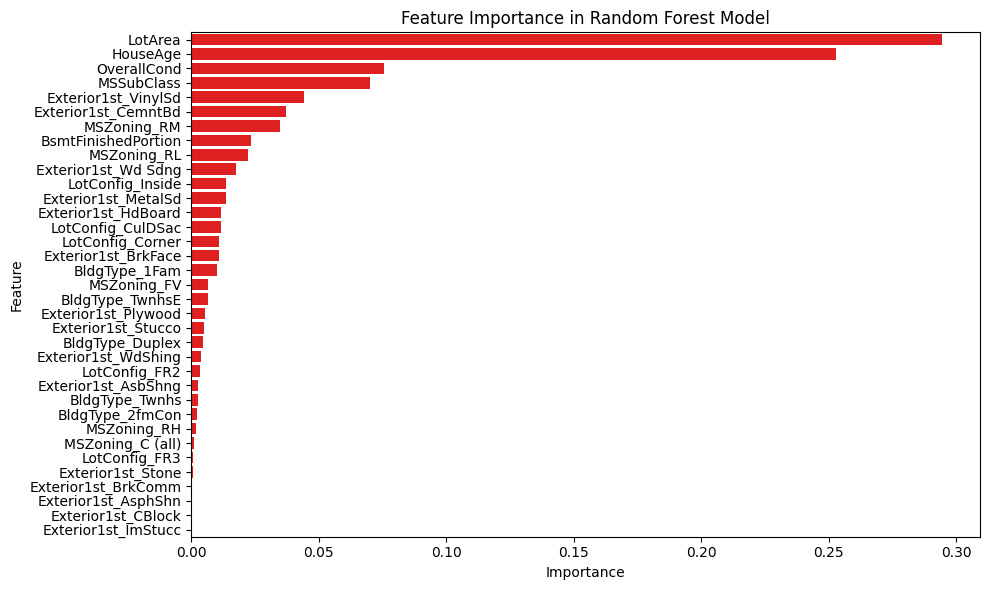 Feature Importance in Random Forest Model
LotArea
HouseAge
OverallCond
MSSubClass
Exterior1st_VinylSd
Exterior1st_CemntBd
MSZoning_RM
BsmtFinishedPortion
MSZoning_RL
Exterior1st_Wd Sdng
LotConfig_Inside
Exterior1st_MetalSd
Exterior1st_HdBoard
LotConfig_CulDSac
LotConfig_Corner
Exterior1st_BrkFace
BldgType_1Fam
MSZoning_FV
BldgType_TwnhsE
Exterior1st_Plywood
Exterior1st_Stucco
BldgType_Duplex
Exterior1st_WdShing
LotConfig_FR2
Exterior1st_AsbShng
BldgType_Twnhs
BldgType_2fmCon
MSZoning_RH
MSZoning_C (all)
LotConfig_FR3
Exterior1st_Stone
Exterior1st_BrkComm
Exterior1st_AsphShn
Exterior1st_CBlock
Exterior1st_ImStucc
Feature
0.00 0.05 0.10 0.15 0.20 0.25 0.30
Importance